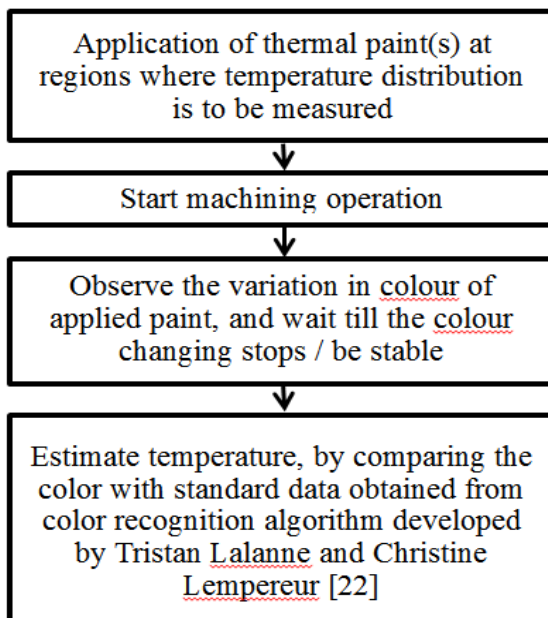 Application of thermal paint(s) at
regions where temperature distribution
is to be measured
Start machining operation
Observe the variation in colour of
applied paint, and wait till the colour
changing stops / be stable
Estimate temperature, by comparing the
color with standard data obtained from
color recognition algorithm developed
by Tristan Lalanne and Christine
Lempereur [22]